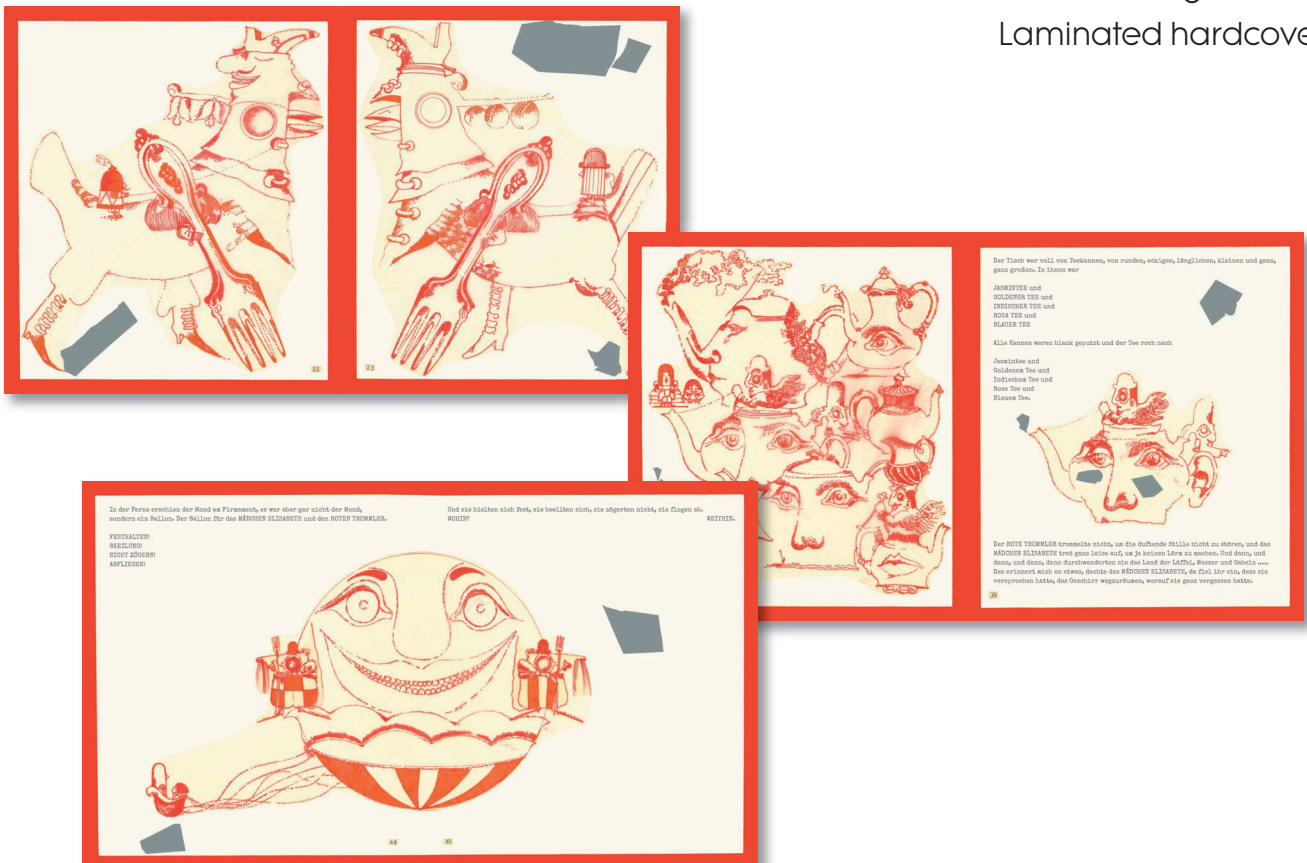 Laminated hardcove
22
23
Der Tisch war voll von Teekannen, von runden, eckigen, länglichen, kleinen und ganz,
ganz großen. In ihnen war
JASMINTEE und
GOLDENER TEE und
INDISCHER TEE und
ROSA TEE und
BLAUER TEE
Alle Kannen waren blank geputzt und der Tee roch nach
Jasmintee und
Goldenem Tee und
Indischem Tee und
Rosa Tee und
Blauem Tee.
Der ROTE TROMMLER trommelte nicht, um die duftende Stille nicht zu stören, und das
MÄDCHEN ELISABETH trat ganz leise auf, um ja keinen Lärm zu machen. Und dann, und
dann, und dann, dann durchwanderten sie das Land der Löffel, Messer und Gabeln .....
Das erinnert mich an etwas, dachte das MÄDCHEN ELISABETH, da fiel ihr ein, dass sie
versprochen hatte, das Geschirr wegzuräumen, worauf sie ganz vergessen hatte.
39
In der Ferne erschien der Mond am Firmament, es war aber gar nicht der Mond,
sondern ein Ballon. Der Ballon für das MÄDCHEN ELISABETH und den ROTEN TROMMLER.
FESTHALTEN!
BEEILUNG!
NICHT ZÖGERN!
ABFLIEGEN!
Und sie hielten sich fest, sie beeilten sich, sie zögerten nicht, sie flogen ab.
WOHIN? WEITHIN.
44
45